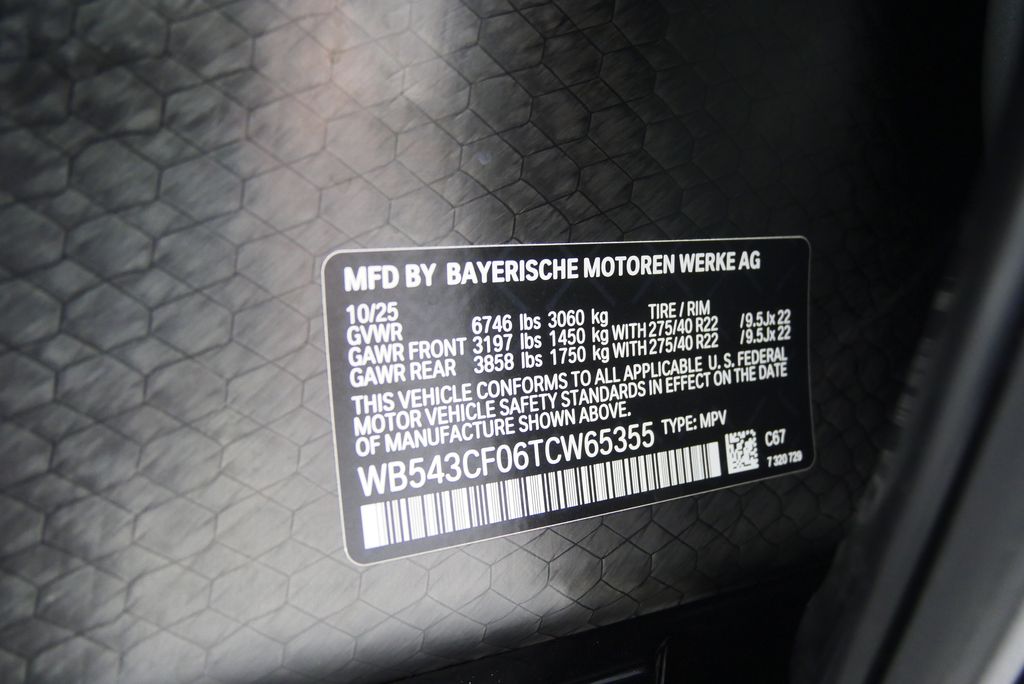 MFD BY BAYERISCHE MOTOREN WERKE AG
10/25 TIRE / RIM
GVWR 6746 lbs 3060 kg
GAWR FRONT 3197 lbs 1450 kg WITH 275/40 R22 /9.5Jx 22
GAWR REAR 3858 lbs 1750 kg WITH 275/40 R22 /9.5Jx 22
THIS VEHICLE CONFORMS TO ALL APPLICABLE U.S. FEDERAL
MOTOR VEHICLE SAFETY STANDARDS IN EFFECT ON THE DATE
OF MANUFACTURE SHOWN ABOVE.
WB543CF06TCW65355 TYPE: MPV
C67
7 320 729